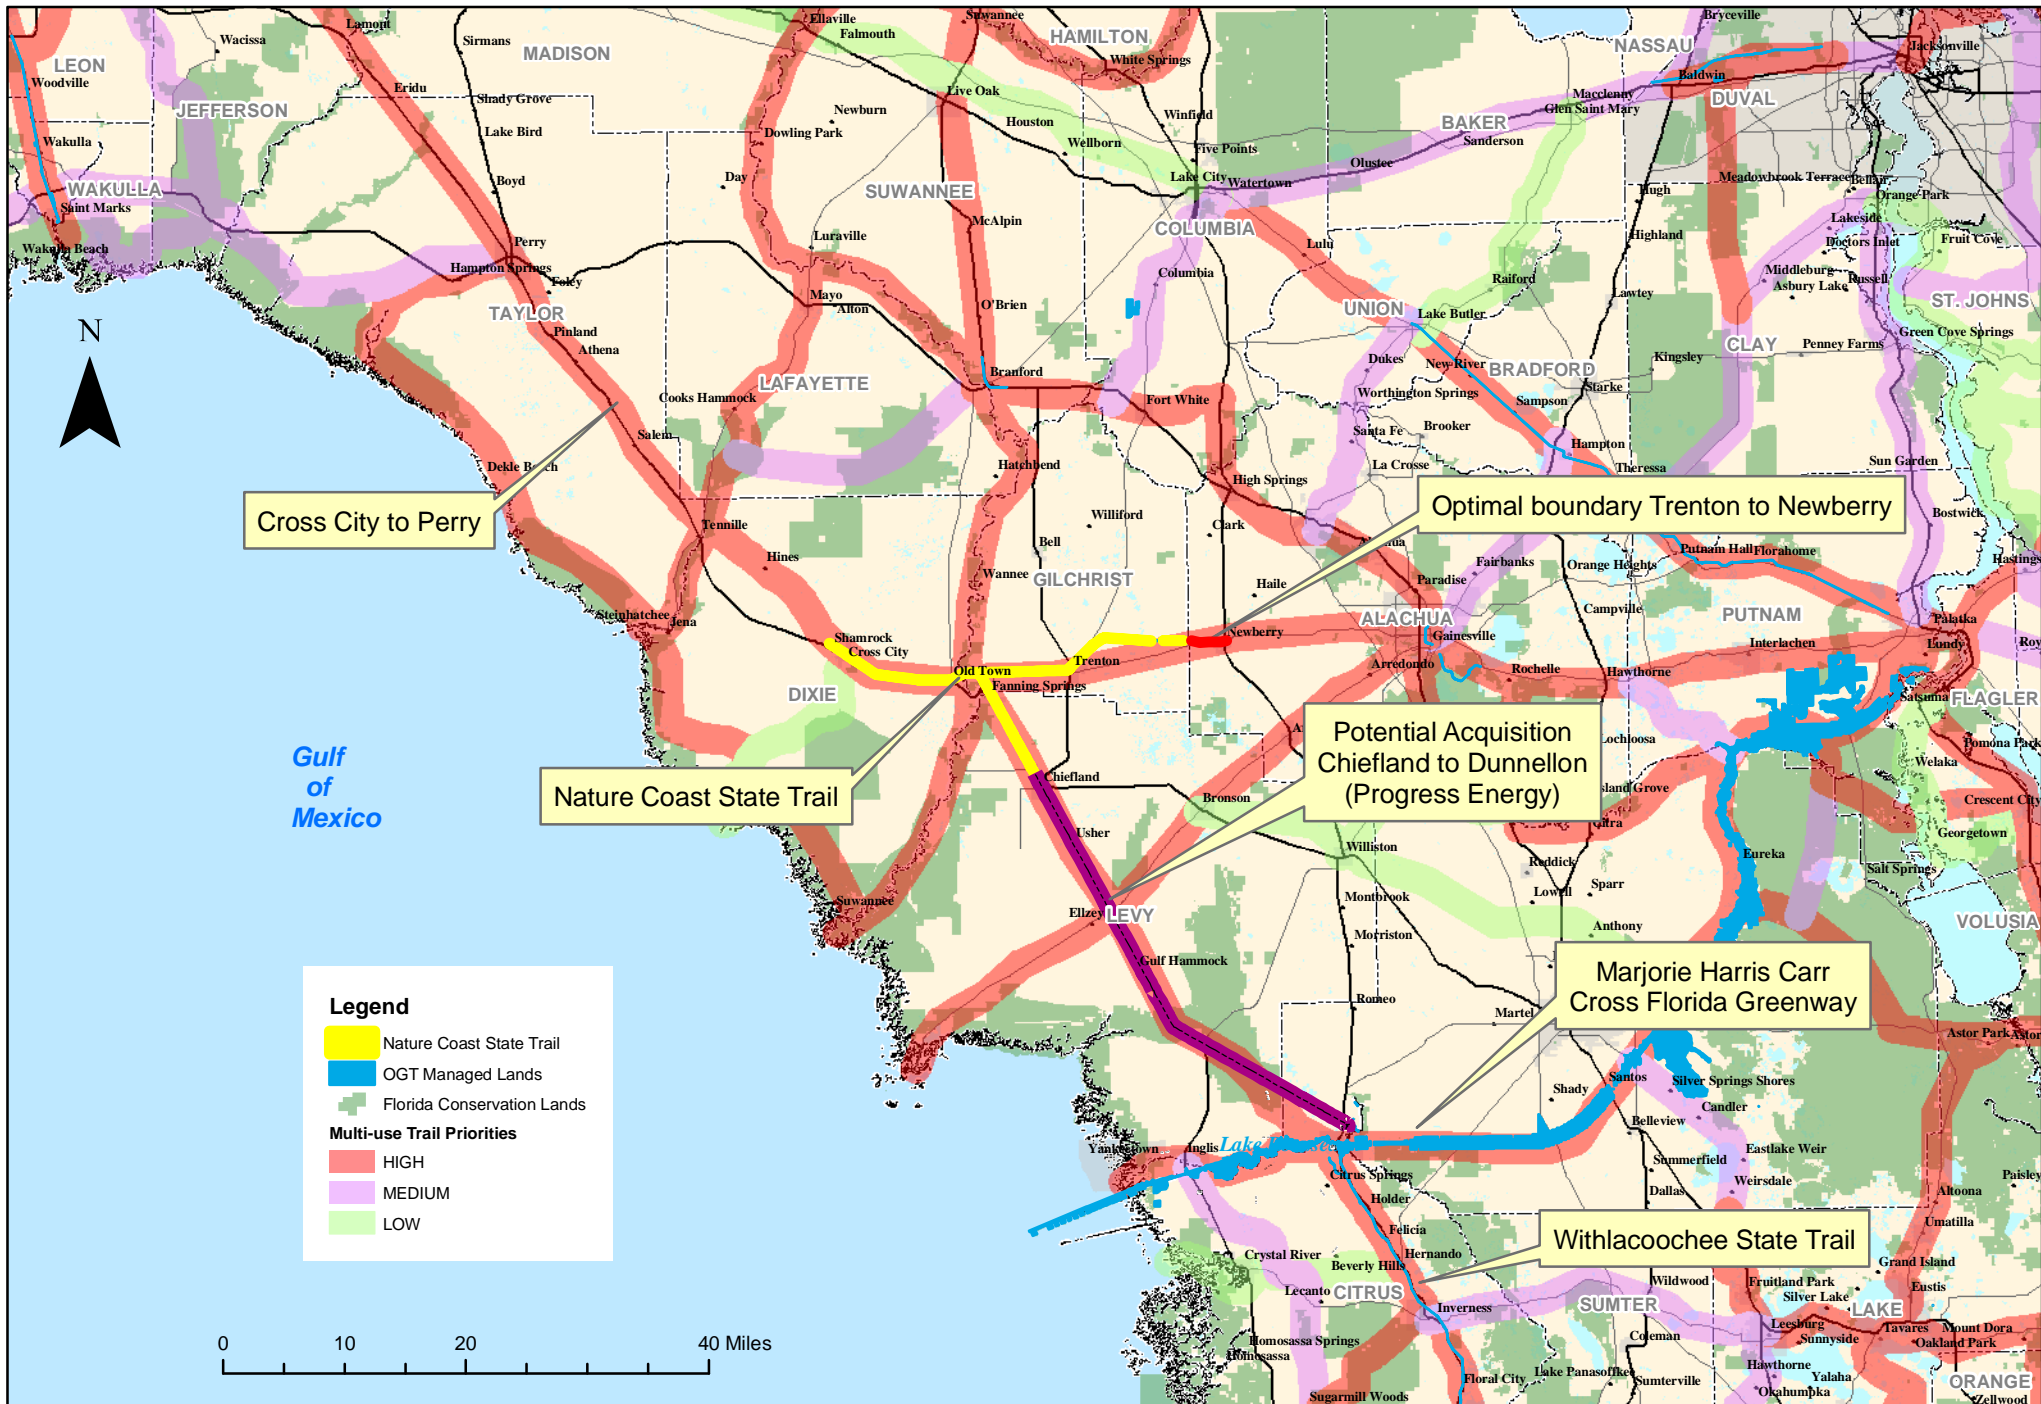 Lamont
Wacissa
LEON
Woodville
JEFFERSON
Eridu
Sirmans
MADISON
Shady Grove
Lake Bird
Wakulla
WAKULLA
Saint Marks
Boyd
Wakulla Beach
Perry
Hampton Springs
Foley
Ellaville
Falmouth
Suwannee
HAMILTON
White Springs
Live Oak
Newburn
Dowling Park
Houston
Wellborn
Winfield
Five Points
Lake City
Watertown
Day
SUWANNEE
McAlpin
COLUMBIA
Luraville
Columbia
Lulu
Bryceville
NASSAU
Jacksonville
Baldwin
DUVAL
Macclenny
Glen Saint Mary
BAKER
Sanderson
Olustee
Meadowbrook Terrace
Bellair
Orange Park
Hugh
Lakeside
Highland
Doctors Inlet
Fruit Cove
Middleburg
Asbury Lake
Russell
Raiford
Lawtey
ST. JOHNS
Green Cove Springs
N
TAYLOR
Pinland
Athena
Mayo
Alton
O'Brien
UNION
Lake Butler
Dukes
New River
BRADFORD
Kingsley
CLAY
Penney Farms
Starke
LAFAYETTE
Branford
Cooks Hammock
Fort White
Worthington Springs
Sampson
Salem
Santa Fe
Brooker
Hampton
Theressa
La Crosse
Sun Garden
Hatchbend
High Springs
Cross City to Perry
Optimal boundary Trenton to Newberry
Tennille
Williford
Clark
Bostwick
Hines
Bell
Wannee
GILCHRIST
Fairbanks
Putnam Hall
Florahome
Hastings
Orange Heights
Haile
Paradise
Campville
PUTNAM
Steinhatchee
Jena
ALACHUA
Palatka
Shamrock
Cross City
Newberry
Gainesville
Interlachen
Lundy
Trenton
Arredondo
Rochelle
Hawthorne
Old Town
Fanning Springs
DIXIE
Satsuma
FLAGLER
Potential Acquisition
Chiefland to Dunnellon
(Progress Energy)
Lochloosa
Pomona Park
Welaka
Gulf
of
Mexico
Nature Coast State Trail
Chiefland
Bronson
Crescent City
Georgetown
Usher
Williston
Eureka
Salt Springs
Reddick
Lowell
Sparr
Montbrook
Suwannee
Ellzey
LEVY
Anthony
VOLUSIA
Morriston
Gulf Hammock
Marjorie Harris Carr
Cross Florida Greenway
Romeo
Martel
Astor Park
Astor
Legend
Nature Coast State Trail
OGT Managed Lands
Florida Conservation Lands
Multi-use Trail Priorities
HIGH
MEDIUM
LOW
Shady
Santos
Silver Springs Shores
Candler
Belleview
Yankeetown
Inglis
Eastlake Weir
Citrus Springs
Summerfield
Holder
Dallas
Weirsdale
Paisley
Altoona
Felicia
Umatilla
Withlacoochee State Trail
Crystal River
Hernando
Beverly Hills
Grand Island
Lecanto
CITRUS
Inverness
Wildwood
Fruitland Park
Silver Lake
Eustis
SUMTER
LAKE
Leesburg
Tavares
Mount Dora
Homosassa Springs
Homosassa
Coleman
Sunnyside
Oakland Park
Hawthorne
Floral City
Lake Panasoffkee
Yalaha
ORANGE
Okahumpka
Sugarmill Woods
Sumterville
Zellwood
0 10 20 40 Miles